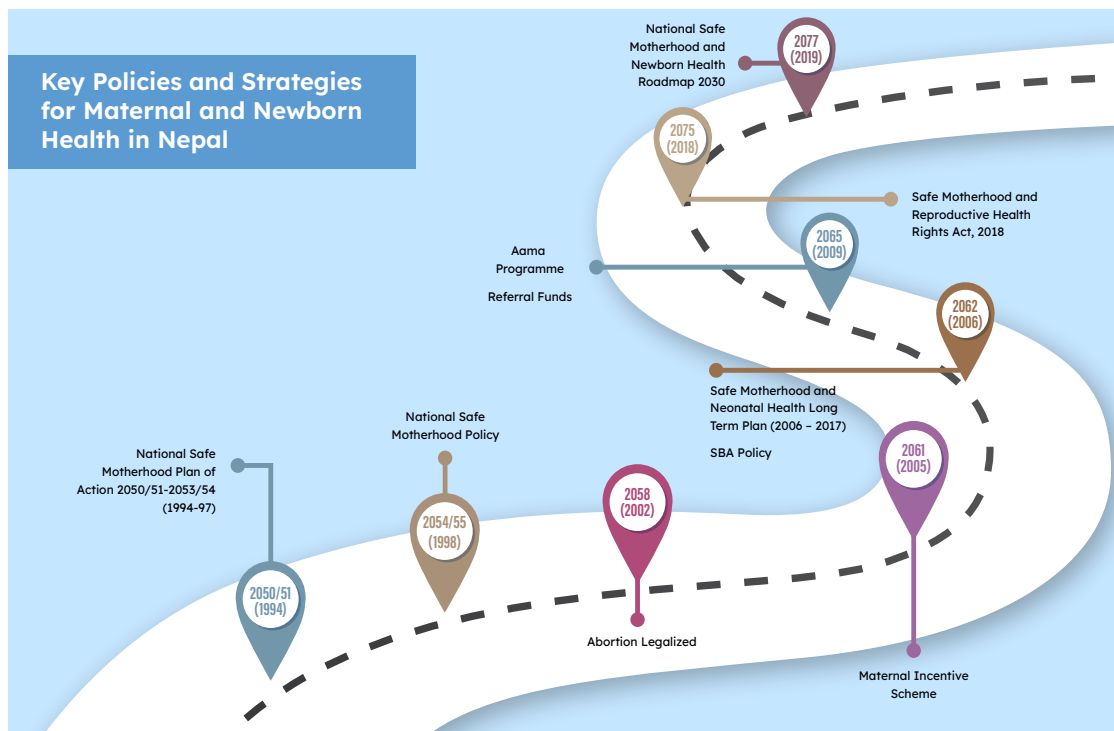 Key Policies and Strategies
for Maternal and Newborn
Health in Nepal
National Safe
Motherhood and
Newborn Health
Roadmap 2030
2077
(2019)
2075
(2018)
Safe Motherhood and
Reproductive Health
Rights Act, 2018
Aama
Programme
Referral Funds
2065
(2009)
2062
(2006)
Safe Motherhood and
Neonatal Health Long
Term Plan (2006 – 2017)
SBA Policy
National Safe
Motherhood Policy
2054/55
(1998)
National Safe
Motherhood Plan of
Action 2050/51-2053/54
(1994-97)
2050/51
(1994)
2058
(2002)
Abortion Legalized
2061
(2005)
Maternal Incentive
Scheme